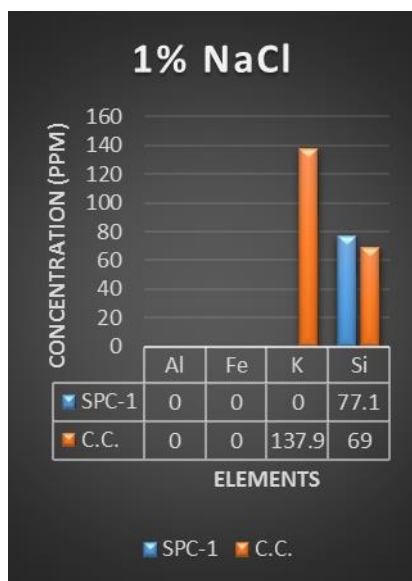 1% NaCl
CONCENTRATION (PPM)
160
140
120
100
80
60
40
20
0
Al Fe K Si
SPC-1 0 0 0 77.1
C.C. 0 0 137.9 69
ELEMENTS
SPC-1 C.C.